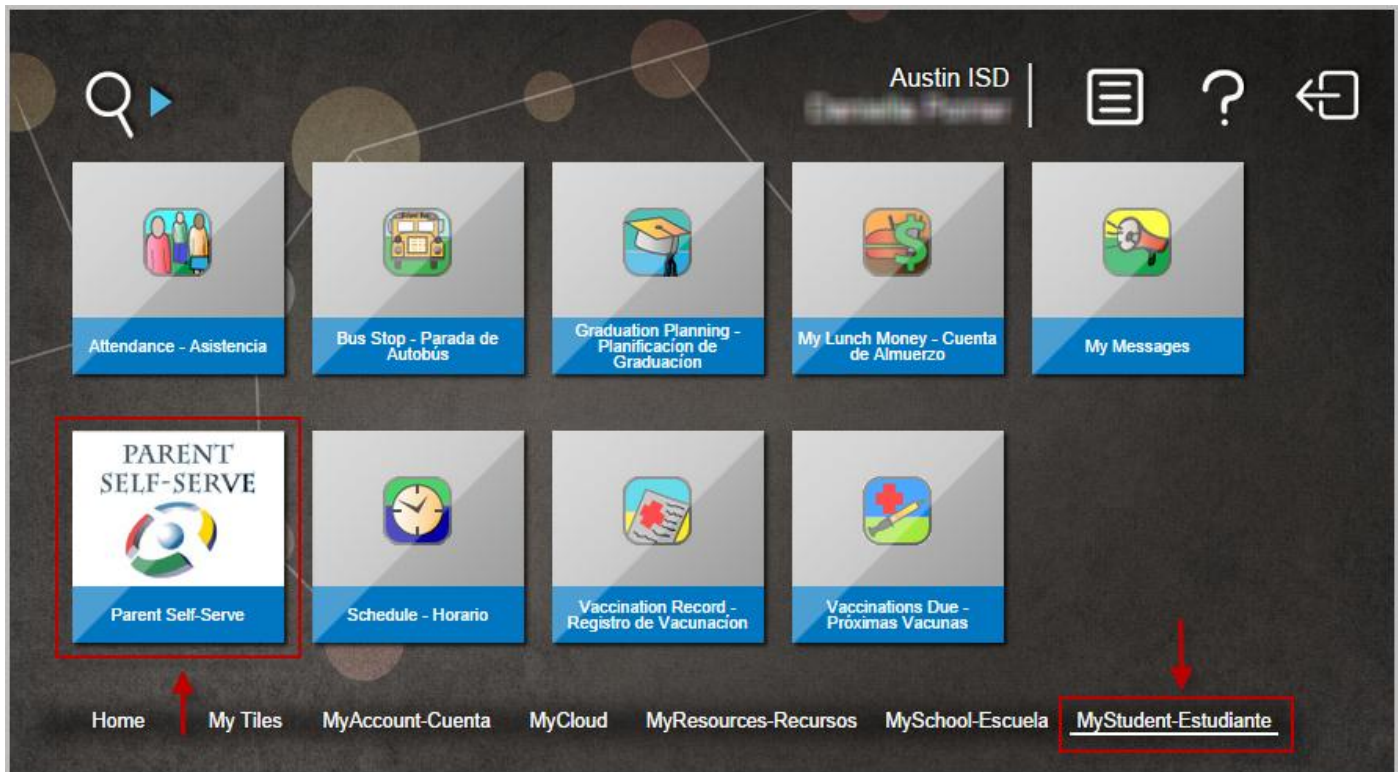 Austin ISD
Attendance - Asistencia
Bus Stop - Parada de
Autobús
Graduation Planning -
Planificacíon de
Graduacíon
My Lunch Money - Cuenta
de Almuerzo
My Messages
PARENT
SELF-SERVE
Parent Self-Serve
Schedule - Horario
Vaccination Record -
Registro de Vacunacíon
Vaccinations Due -
Próximas Vacunas
Home
My Tiles
MyAccount-Cuenta
MyCloud
MyResources-Recursos
MySchool-Escuela
MyStudent-Estudiante